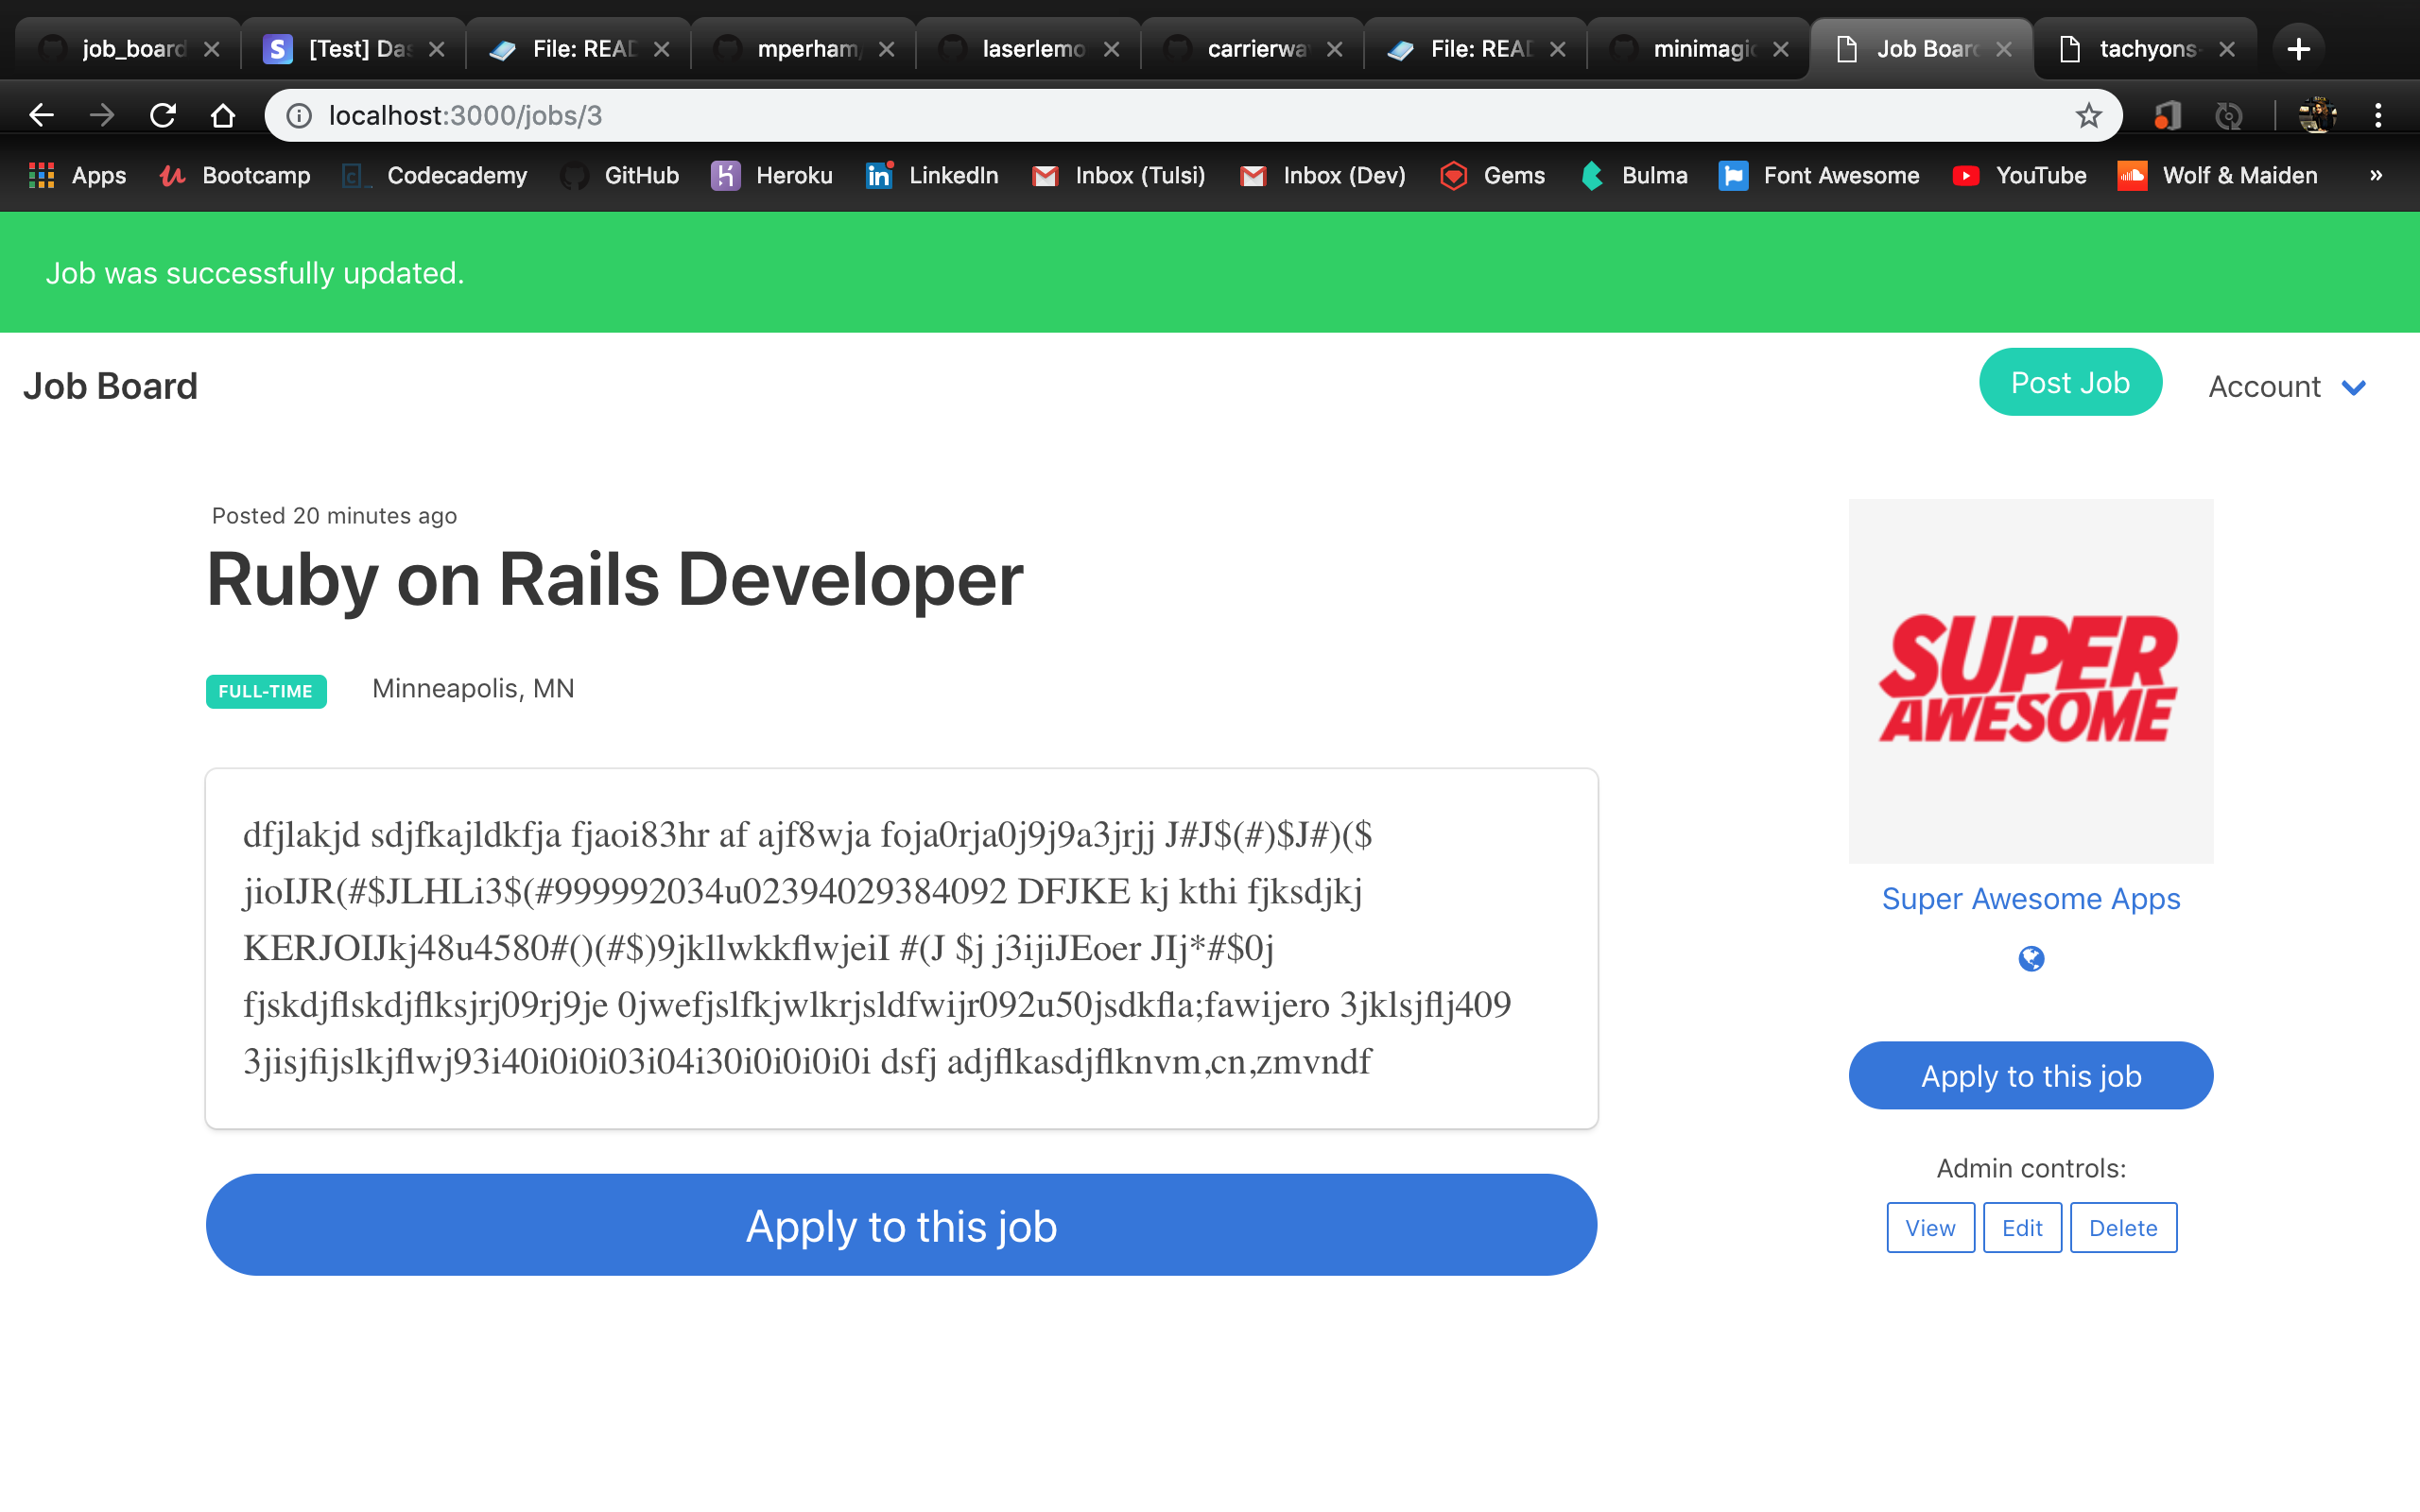 job_board
[Test] Das
File: READ
mperham/
laserlemo
carrierwa
File: READ
minimagic
Job Board
tachyons-
localhost:3000/jobs/3
Apps
Bootcamp
Codecademy
GitHub
Heroku
LinkedIn
Inbox (Tulsi)
Inbox (Dev)
Gems
Bulma
Font Awesome
YouTube
Wolf & Maiden
»
Job was successfully updated.
Job Board
Post Job
Account
Posted 20 minutes ago
Ruby on Rails Developer
FULL-TIME
Minneapolis, MN
dfjlakjd sdjfkajldkfja fjaoi83hr af ajf8wja foja0rja0j9j9a3jrjj J#J$(#)$J#)($
jioIJR(#$JLHLi3$(#999992034u02394029384092 DFJKE kj kthi fjksdjkj
KERJOIJkj48u4580#()(#$)9jkllwkkflwjeiI #(J $j j3ijiJEoer JIj*#$0j
fjskdjflskdjflksjrj09rj9je 0jwefjslfkjwlkrjsldfwijr092u50jsdkfla;fawijero 3jklsjflj409
3jisjfijslkjflwj93i40i0i0i03i04i30i0i0i0i0i dsfj adjflkasdjflknvm,cn,zmvndf
Apply to this job
SUPER
AWESOME
Super Awesome Apps
Apply to this job
Admin controls:
View
Edit
Delete